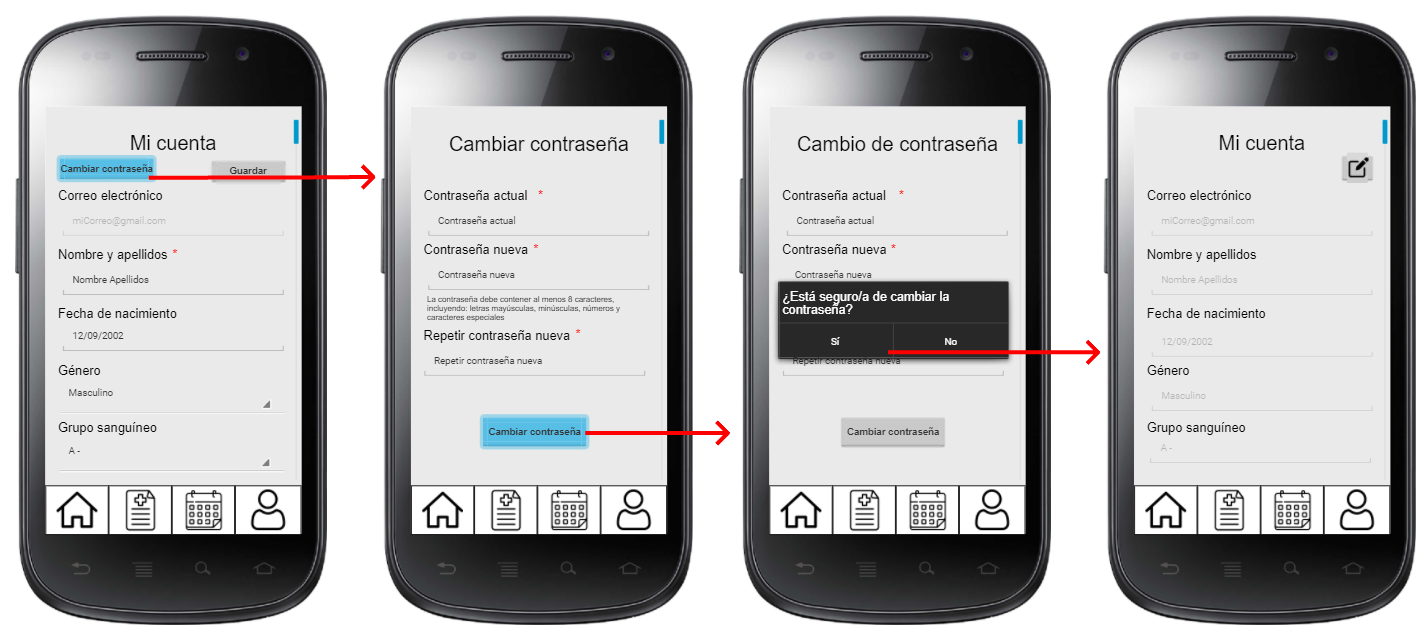 Mi cuenta
Cambiar contraseña
Guardar
Correo electrónico
miCorreo@gmail.com
Nombre y apellidos *
Nombre Apellidos
Fecha de nacimiento
12/09/2002
Género
Masculino
Grupo sanguíneo
A -
Cambiar contraseña
Contraseña actual *
Contraseña actual
Contraseña nueva *
Contraseña nueva
La contraseña debe contener al menos 8 caracteres,
incluyendo: letras mayúsculas, minúsculas, números y
caracteres especiales
Repetir contraseña nueva *
Repetir contraseña nueva
Cambiar contraseña
Cambio de contraseña
Contraseña actual *
Contraseña actual
Contraseña nueva *
Contraseña nueva
¿Está seguro/a de cambiar la
contraseña?
Sí
No
Repetir contraseña nueva
Cambiar contraseña
Mi cuenta
Correo electrónico
miCorreo@gmail.com
Nombre y apellidos
Nombre Apellidos
Fecha de nacimiento
12/09/2002
Género
Masculino
Grupo sanguíneo
A -